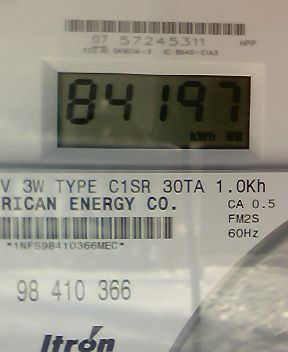 07 57245311 HPP
84197
kWh
V 3W TYPE C1SR 30TA 1.0Kh
RICAN ENERGY CO. CA 0.5
FM2S
60Hz
*1NFS98410366MEC*
98 410 366
Itron